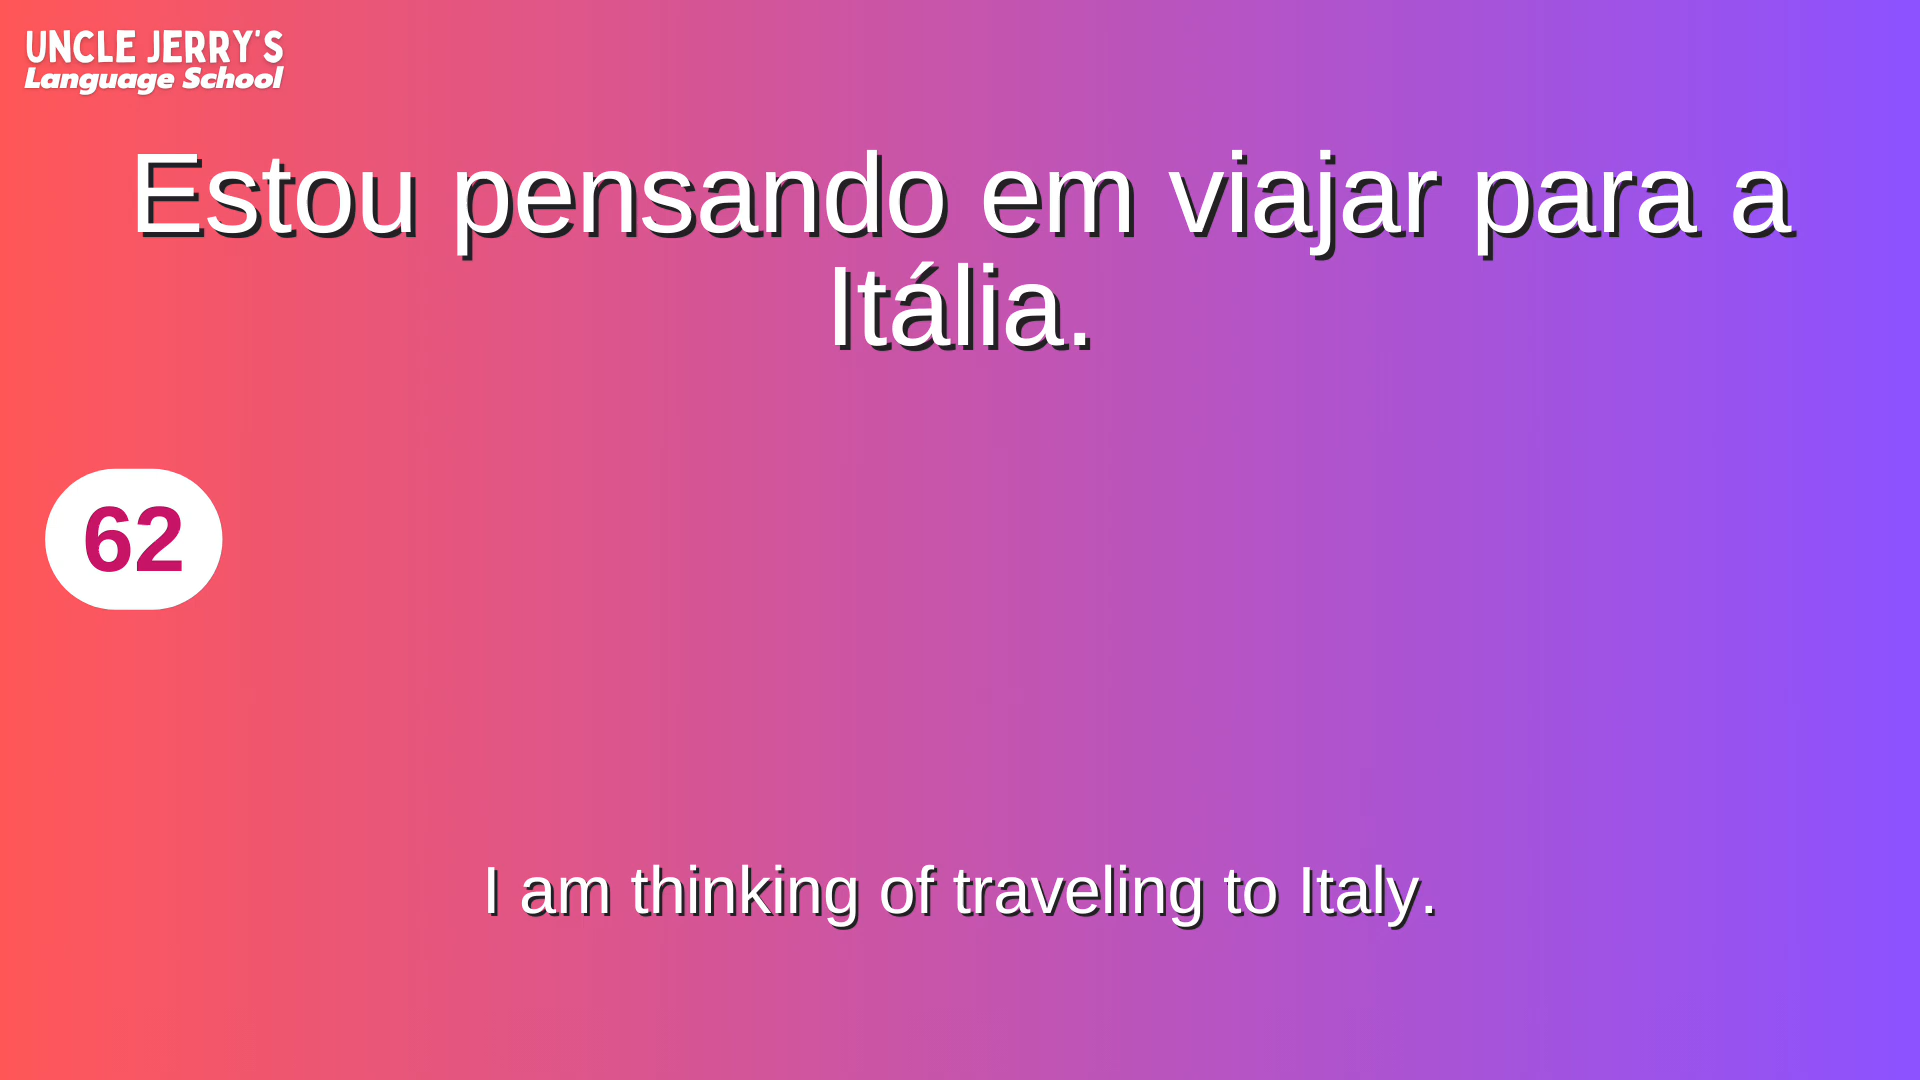 UNCLE JERRY'S
Language School
Estou pensando em viajar para a
Itália.
62
I am thinking of traveling to Italy.